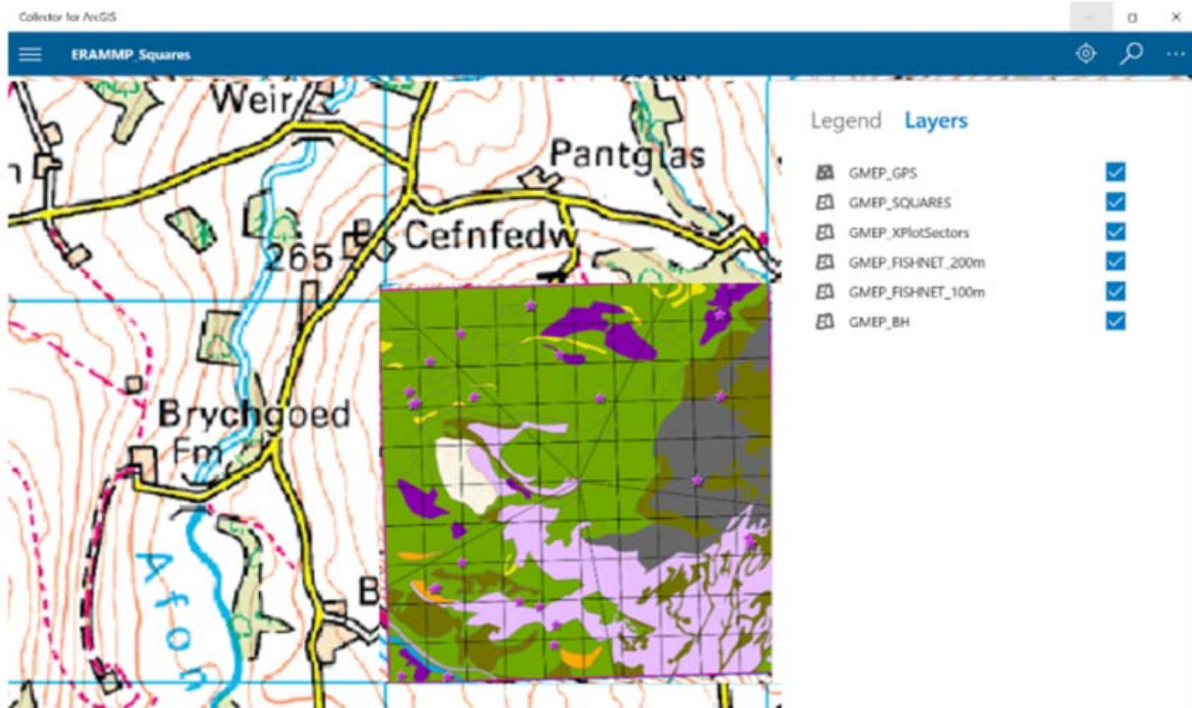 Collector for ArcGIS
ERAMMP_Squares
Weir
Pantglas
Cefnfedw
265
Brychgoed
Fm
Afon
B
Legend Layers
GMEP_GPS
GMEP_SQUARES
GMEP_XPlotSectors
GMEP_FISHNET_200m
GMEP_FISHNET_100m
GMEP_BH